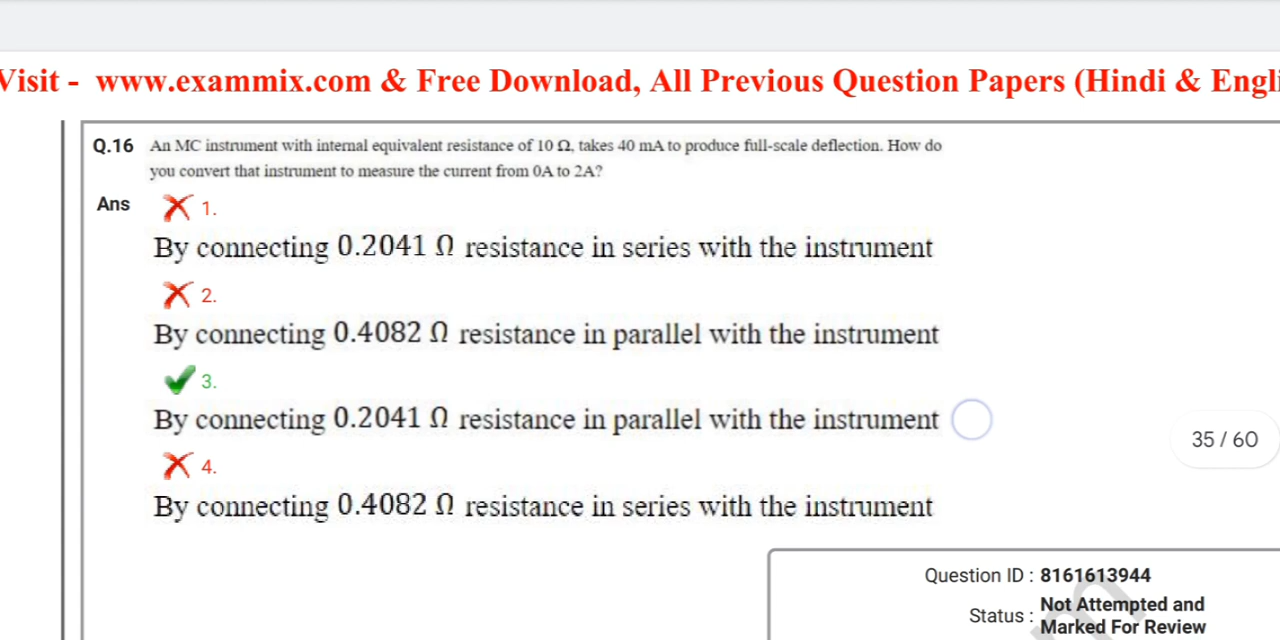 Visit - www.exammix.com & Free Download, All Previous Question Papers (Hindi &
Q.16 An MC instrument with internal equivalent resistance of 10 Ω, takes 40 mA to produce full-scale deflection. How do
you convert that instrument to measure the current from 0A to 2A?
Ans 1.
By connecting 0.2041 Ω resistance in series with the instrument
2.
By connecting 0.4082 Ω resistance in parallel with the instrument
3.
By connecting 0.2041 Ω resistance in parallel with the instrument
35 / 60
4.
By connecting 0.4082 Ω resistance in series with the instrument
Question ID : 8161613944
Status : Not Attempted and
Marked For Review